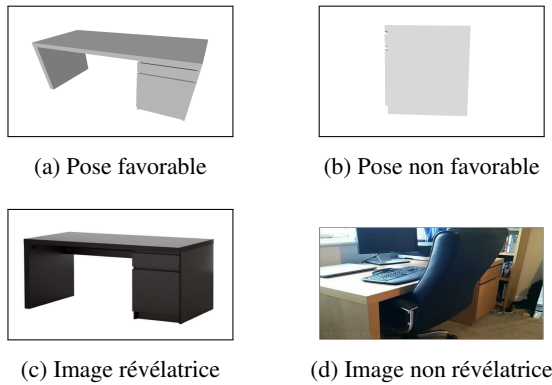 (a) Pose favorable
(b) Pose non favorable
(c) Image révélatrice
(d) Image non révélatrice